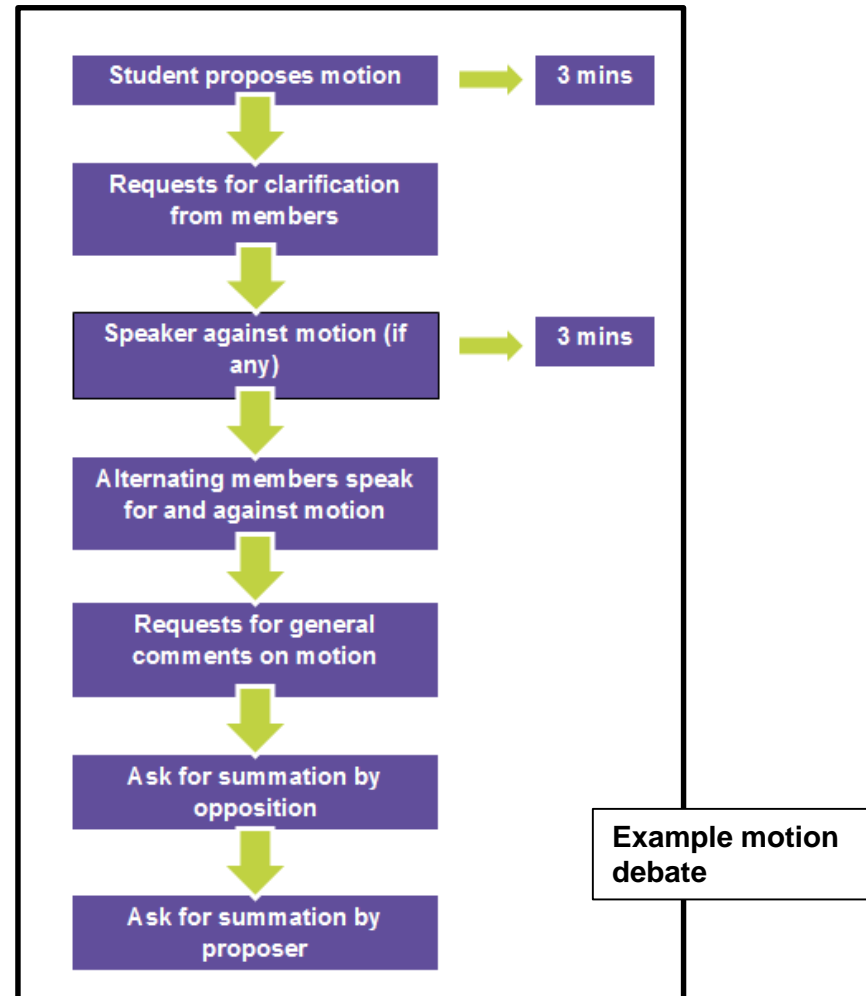 Student proposes motion
3 mins
Requests for clarification
from members
Speaker against motion (if
any)
3 mins
Alternating members speak
for and against motion
Requests for general
comments on motion
Ask for summation by
opposition
Example motion
debate
Ask for summation by
proposer